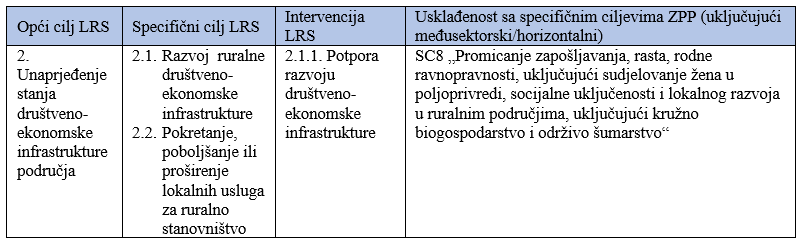 Opći cilj LRS
Specifični cilj LRS
Intervencija
LRS
Usklađenost sa specifičnim ciljevima ZPP (uključujući
međusektorski/horizontalni)
2.
Unaprjeđenje
stanja
društveno-
ekonomske
infrastrukture
područja
2.1. Razvoj ruralne
društveno-
ekonomske
infrastrukture
2.2. Pokretanje,
poboljšanje ili
proširenje
lokalnih usluga
za ruralno
stanovništvo
2.1.1. Potpora
razvoju
društveno-
ekonomske
infrastrukture
SC8 „Promicanje zapošljavanja, rasta, rodne
ravnopravnosti, uključujući sudjelovanje žena u
poljoprivredi, socijalne uključenosti i lokalnog razvoja
u ruralnim područjima, uključujući kružno
biogospodarstvo i održivo šumarstvo“